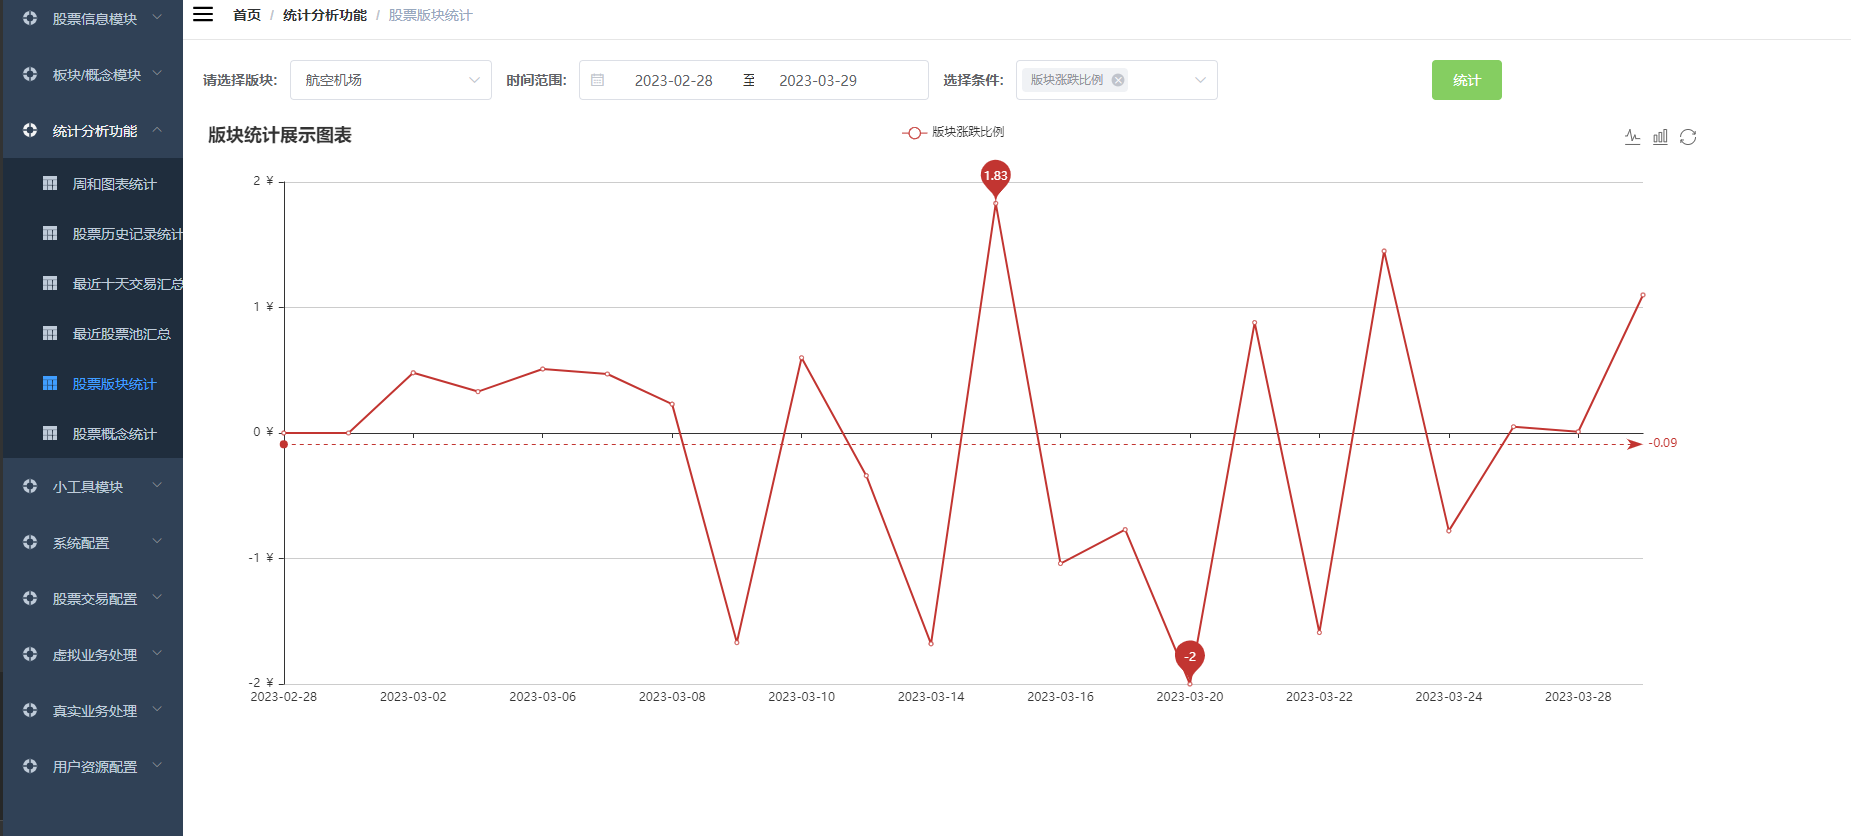 股票信息模块
板块/概念模块
统计分析功能
周和图表统计
股票历史记录统计
最近十天交易汇总
最近股票池汇总
股票版块统计
股票概念统计
小工具模块
系统配置
股票交易配置
虚拟业务处理
真实业务处理
用户资源配置
首页 / 统计分析功能 / 股票版块统计
请选择版块: 航空机场 时间范围: 2023-02-28 至 2023-03-29 选择条件: 版块涨跌比例 统计
版块统计展示图表
版块涨跌比例
1.83
2 ¥
1 ¥
0 ¥
-0.09
-1 ¥
-2
-2 ¥
2023-02-28 2023-03-02 2023-03-06 2023-03-08 2023-03-10 2023-03-14 2023-03-16 2023-03-20 2023-03-22 2023-03-24 2023-03-28